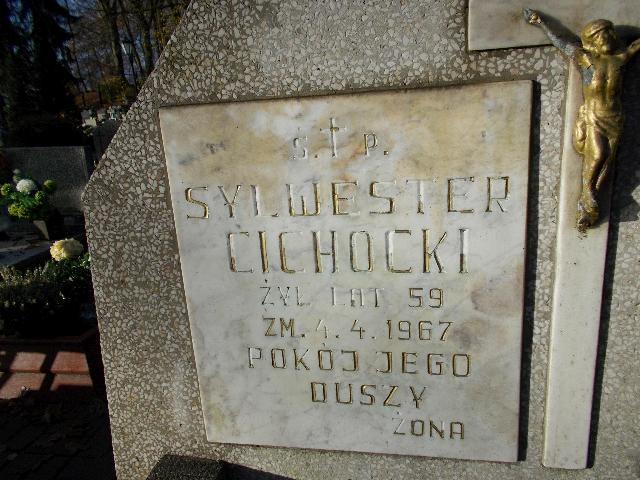 Ś. † P.
SYLWESTER
CICHOCKI
ŻYŁ LAT 59
ZM. 4. 4. 1967
POKÓJ JEGO
DUSZY
ŻONA